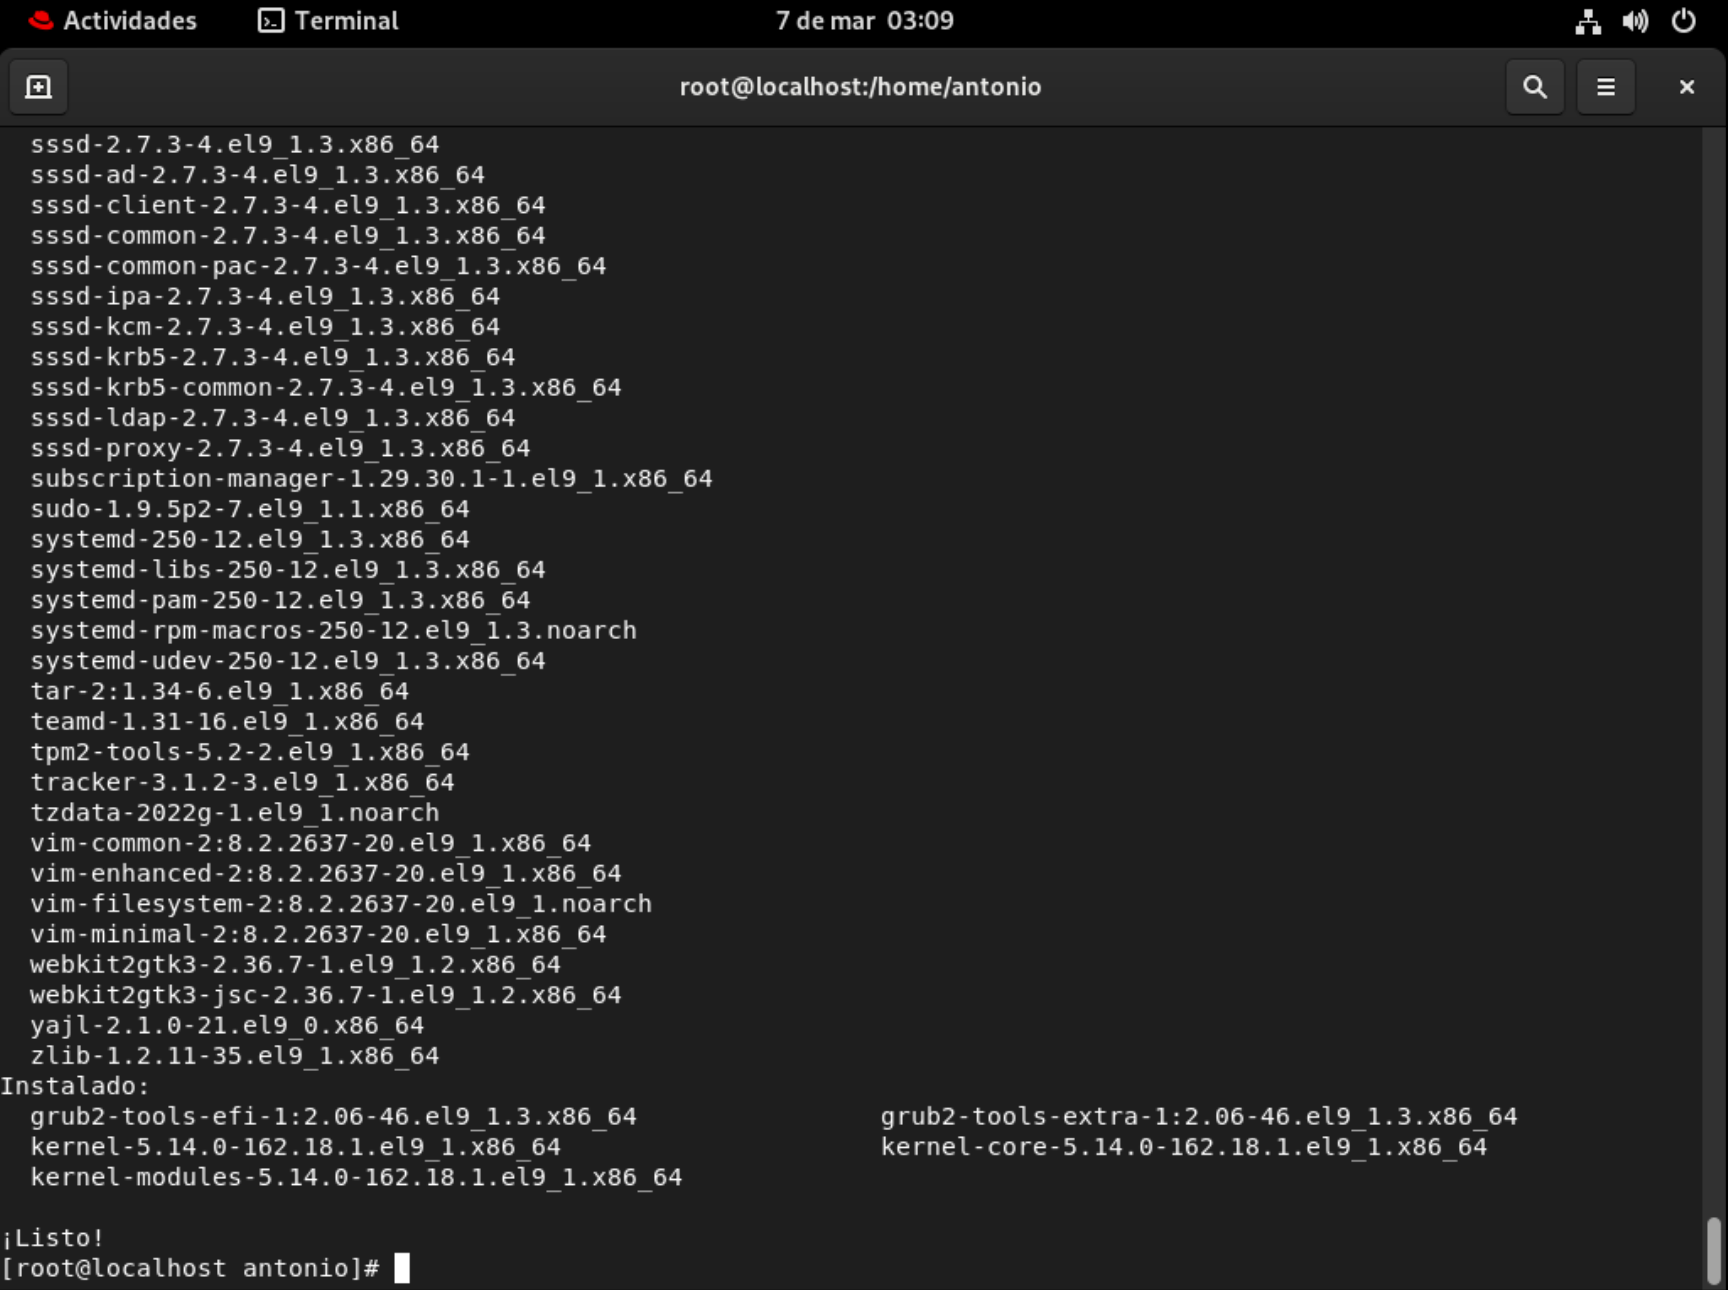 Actividades Terminal 7 de mar 03:09
root@localhost:/home/antonio
sssd-2.7.3-4.el9_1.3.x86_64
sssd-ad-2.7.3-4.el9_1.3.x86_64
sssd-client-2.7.3-4.el9_1.3.x86_64
sssd-common-2.7.3-4.el9_1.3.x86_64
sssd-common-pac-2.7.3-4.el9_1.3.x86_64
sssd-ipa-2.7.3-4.el9_1.3.x86_64
sssd-kcm-2.7.3-4.el9_1.3.x86_64
sssd-krb5-2.7.3-4.el9_1.3.x86_64
sssd-krb5-common-2.7.3-4.el9_1.3.x86_64
sssd-ldap-2.7.3-4.el9_1.3.x86_64
sssd-proxy-2.7.3-4.el9_1.3.x86_64
subscription-manager-1.29.30.1-1.el9_1.x86_64
sudo-1.9.5p2-7.el9_1.1.x86_64
systemd-250-12.el9_1.3.x86_64
systemd-libs-250-12.el9_1.3.x86_64
systemd-pam-250-12.el9_1.3.x86_64
systemd-rpm-macros-250-12.el9_1.3.noarch
systemd-udev-250-12.el9_1.3.x86_64
tar-2:1.34-6.el9_1.x86_64
teamd-1.31-16.el9_1.x86_64
tpm2-tools-5.2-2.el9_1.x86_64
tracker-3.1.2-3.el9_1.x86_64
tzdata-2022g-1.el9_1.noarch
vim-common-2:8.2.2637-20.el9_1.x86_64
vim-enhanced-2:8.2.2637-20.el9_1.x86_64
vim-filesystem-2:8.2.2637-20.el9_1.noarch
vim-minimal-2:8.2.2637-20.el9_1.x86_64
webkit2gtk3-2.36.7-1.el9_1.2.x86_64
webkit2gtk3-jsc-2.36.7-1.el9_1.2.x86_64
yajl-2.1.0-21.el9_0.x86_64
zlib-1.2.11-35.el9_1.x86_64
Instalado:
grub2-tools-efi-1:2.06-46.el9_1.3.x86_64 grub2-tools-extra-1:2.06-46.el9_1.3.x86_64
kernel-5.14.0-162.18.1.el9_1.x86_64 kernel-core-5.14.0-162.18.1.el9_1.x86_64
kernel-modules-5.14.0-162.18.1.el9_1.x86_64
¡Listo!
[root@localhost antonio]#